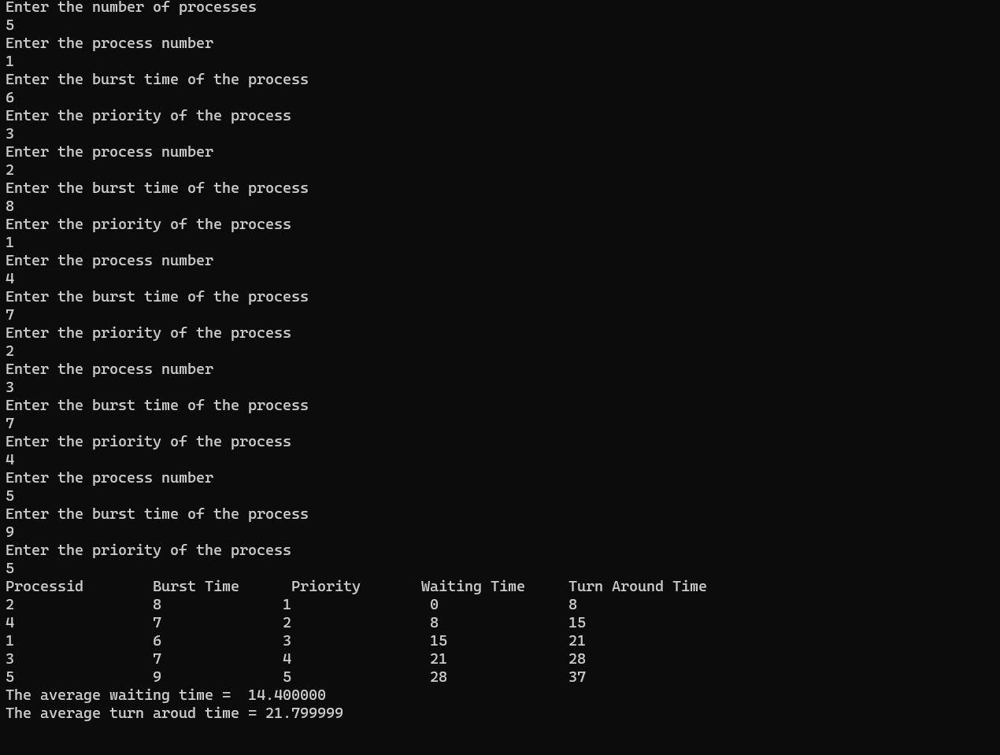 Enter the number of processes
5
Enter the process number
1
Enter the burst time of the process
6
Enter the priority of the process
3
Enter the process number
2
Enter the burst time of the process
8
Enter the priority of the process
1
Enter the process number
4
Enter the burst time of the process
7
Enter the priority of the process
2
Enter the process number
3
Enter the burst time of the process
7
Enter the priority of the process
4
Enter the process number
5
Enter the burst time of the process
9
Enter the priority of the process
5
Processid        Burst Time      Priority       Waiting Time     Turn Around Time
2                8              1                0               8
4                7              2                8               15
1                6              3                15              21
3                7              4                21              28
5                9              5                28              37
The average waiting time =  14.400000
The average turn aroud time = 21.799999